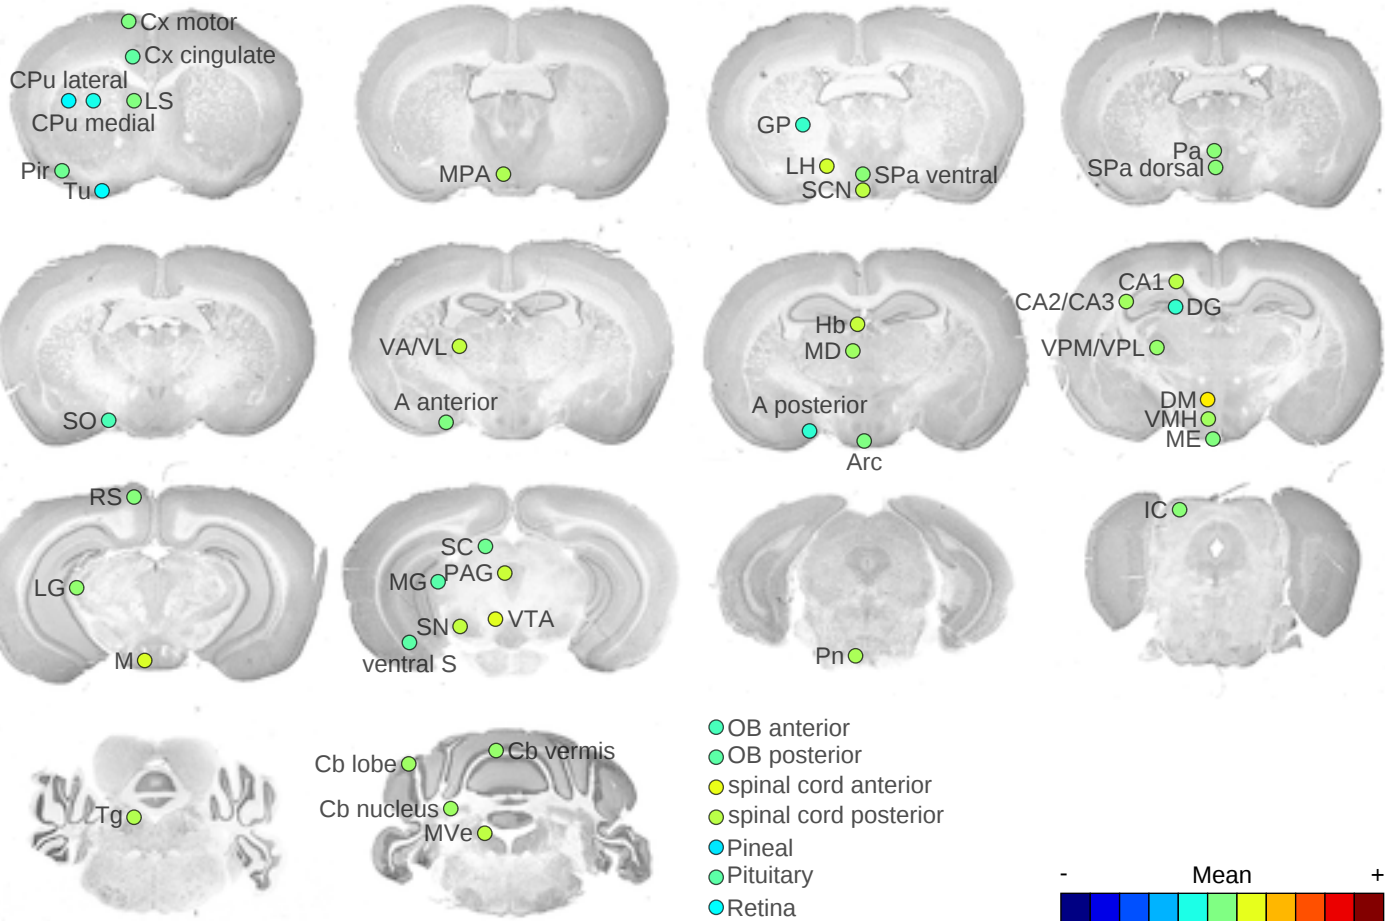 Cx motor
Cx cingulate
CPu lateral
LS
CPu medial
Pir
Tu
MPA
GP
LH
SPa ventral
SCN
Pa
SPa dorsal
SO
VA/VL
A anterior
Hb
MD
A posterior
Arc
CA1
CA2/CA3
DG
VPM/VPL
DM
VMH
ME
RS
LG
M
SC
MG
PAG
SN
VTA
ventral S
Pn
IC
Tg
Cb lobe
Cb vermis
Cb nucleus
MVe
OB anterior
OB posterior
spinal cord anterior
spinal cord posterior
Pineal
Pituitary
Retina
- Mean +